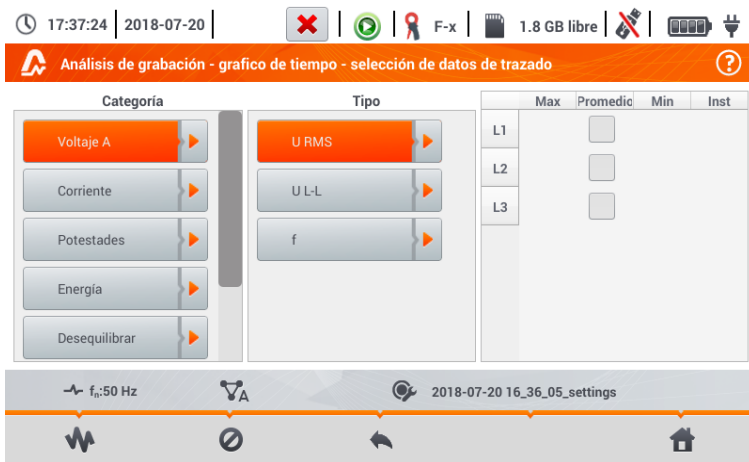 17:37:24 2018-07-20 F-x 1.8 GB libre
Análisis de grabación - grafico de tiempo - selección de datos de trazado ?
Categoría
Voltaje A
Corriente
Potestades
Energía
Desequilibrar
Tipo
U RMS
U L-L
f
Max Promedio Min Inst
L1
L2
L3
fn:50 Hz A 2018-07-20 16_36_05_settings